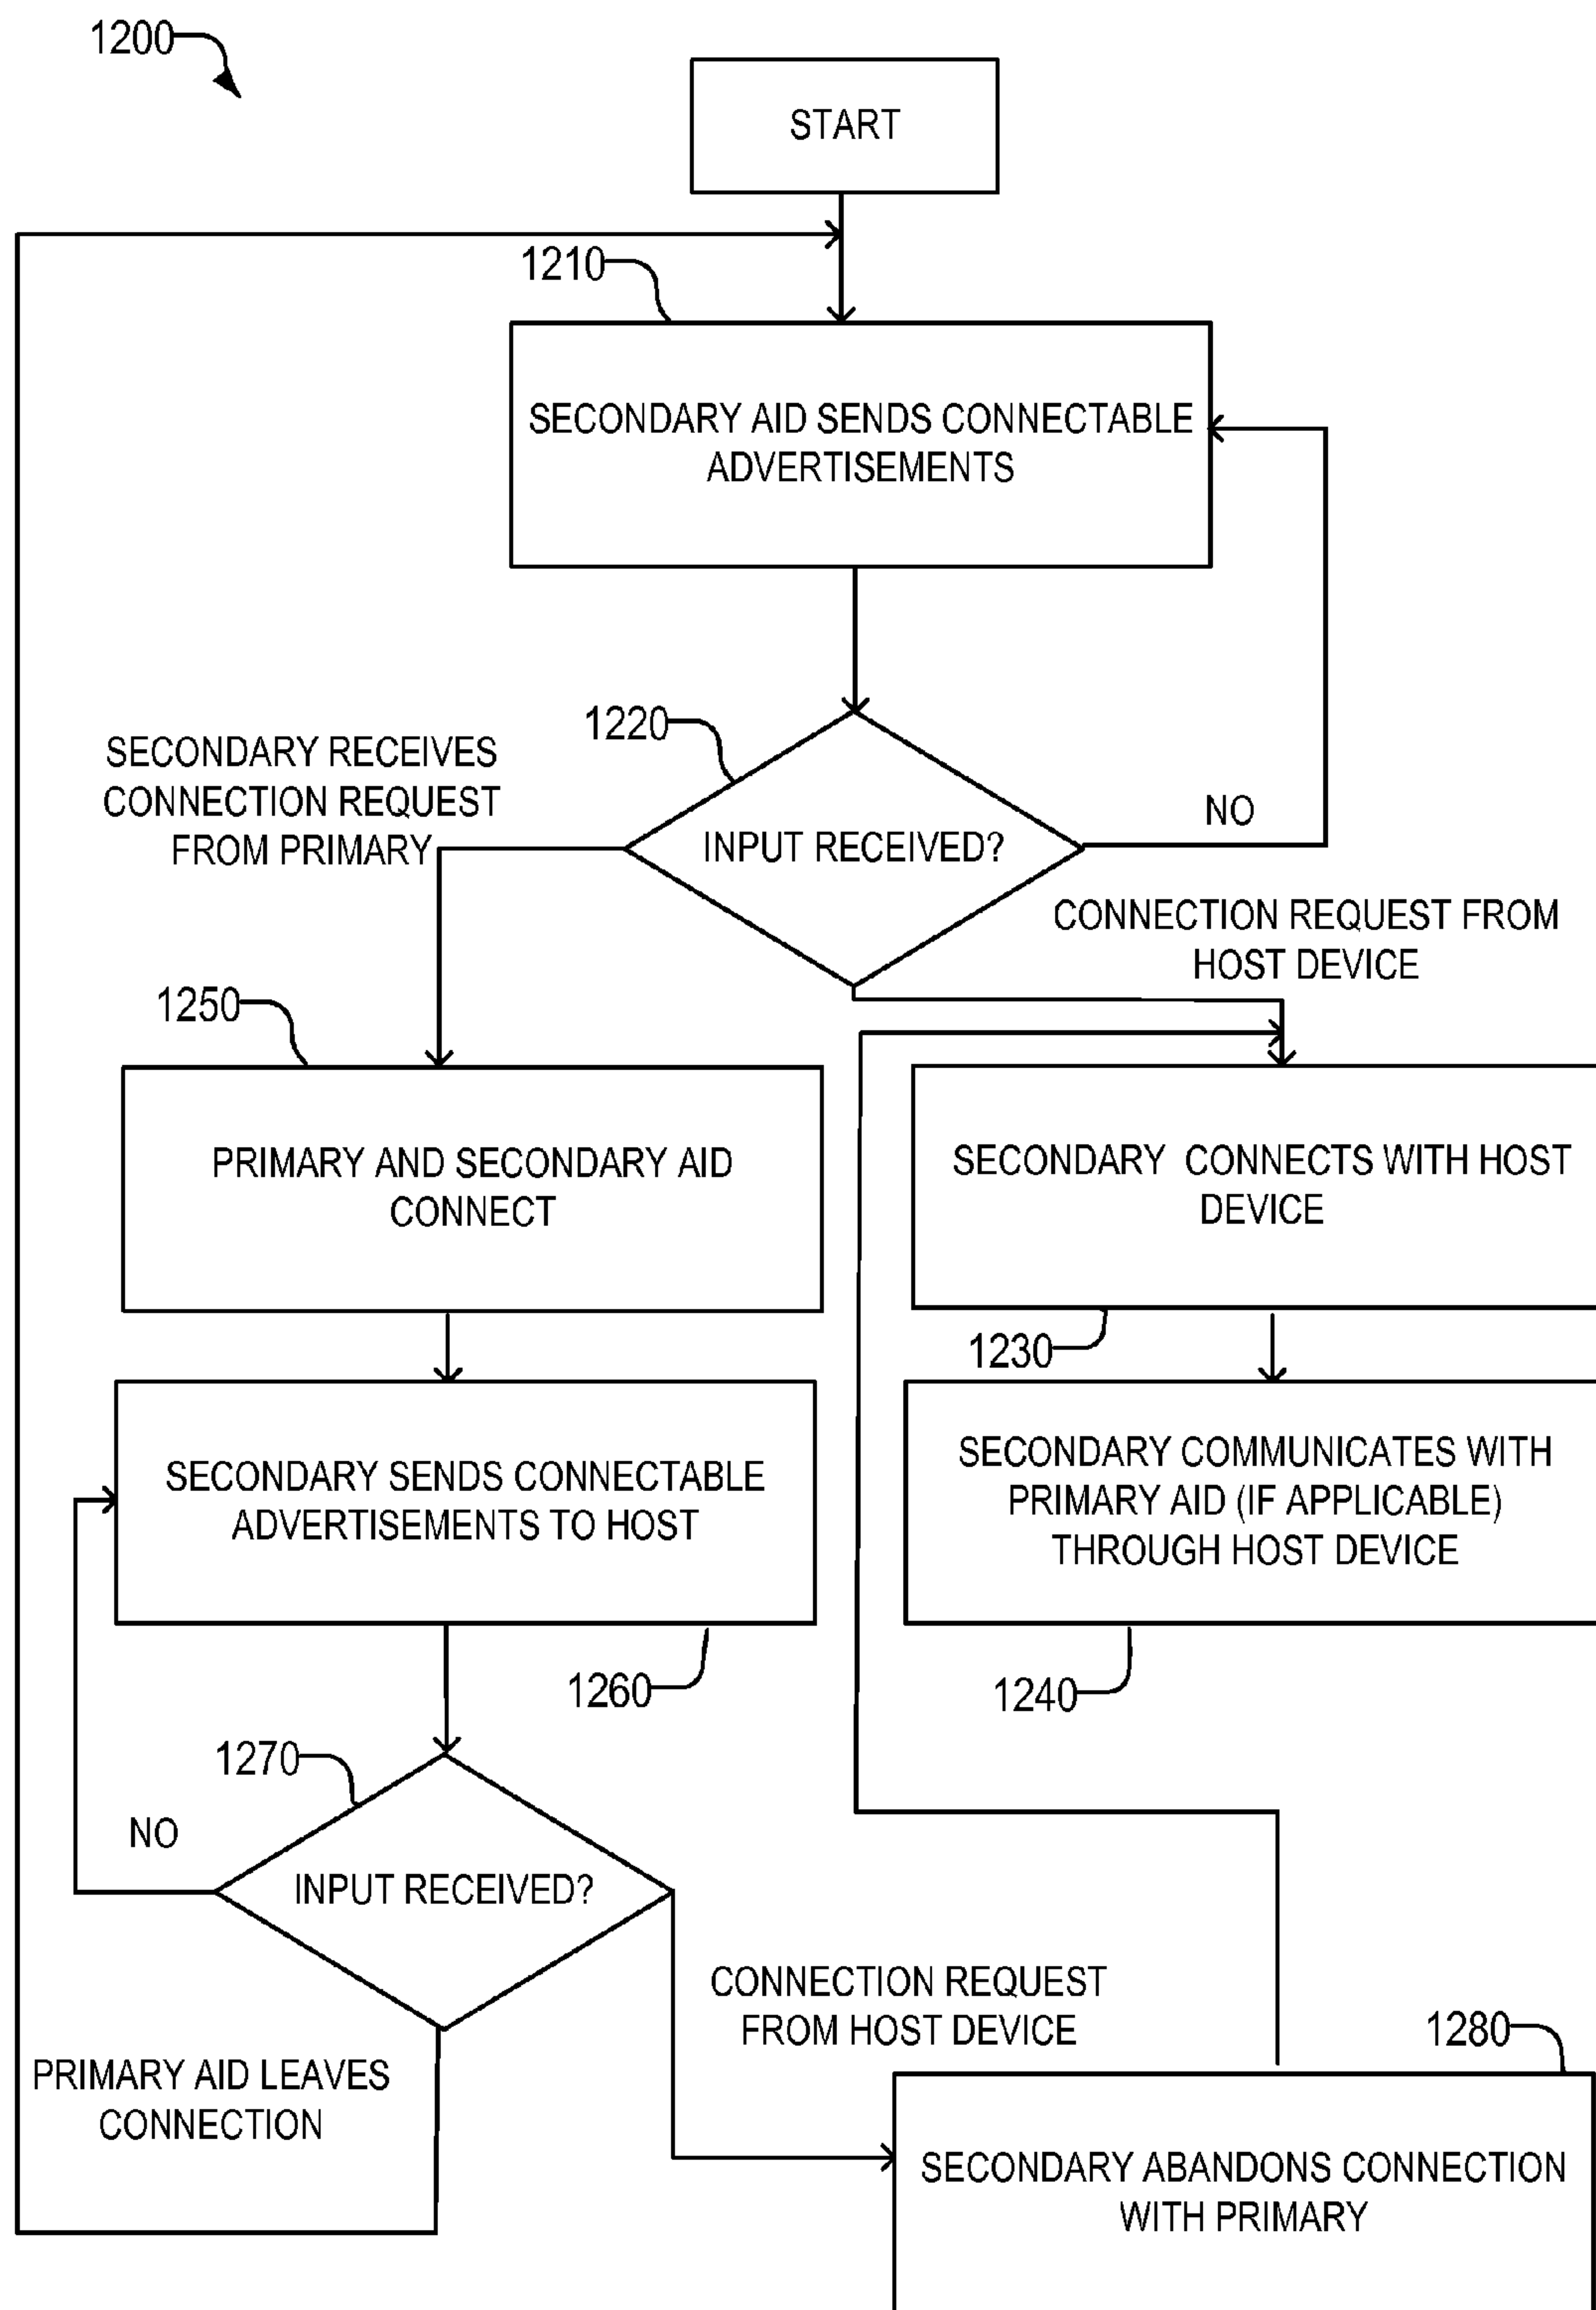 1200
START
1210
SECONDARY AID SENDS CONNECTABLE
ADVERTISEMENTS
1220
SECONDARY RECEIVES
CONNECTION REQUEST
FROM PRIMARY
INPUT RECEIVED?
NO
CONNECTION REQUEST FROM
HOST DEVICE
1250
PRIMARY AND SECONDARY AID
CONNECT
SECONDARY CONNECTS WITH HOST
DEVICE
1230
SECONDARY SENDS CONNECTABLE
ADVERTISEMENTS TO HOST
1260
SECONDARY COMMUNICATES WITH
PRIMARY AID (IF APPLICABLE)
THROUGH HOST DEVICE
1240
1270
NO
INPUT RECEIVED?
CONNECTION REQUEST
FROM HOST DEVICE
PRIMARY AID LEAVES
CONNECTION
1280
SECONDARY ABANDONS CONNECTION
WITH PRIMARY